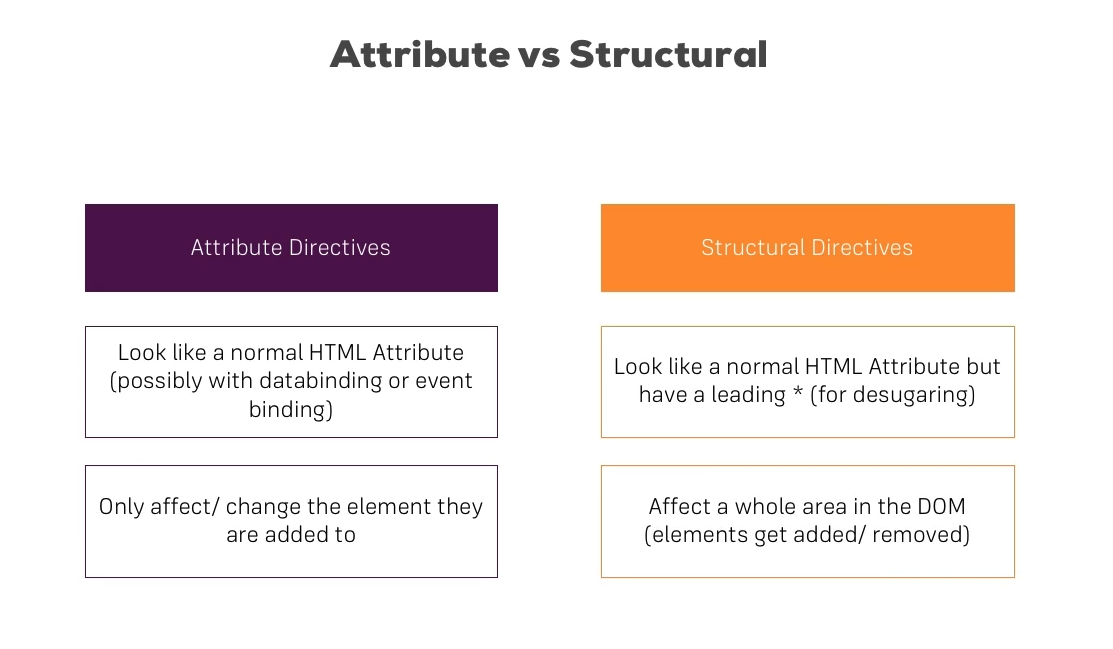 Attribute vs Structural
Attribute Directives
Structural Directives
Look like a normal HTML Attribute
(possibly with databinding or event
binding)
Look like a normal HTML Attribute but
have a leading * (for desugaring)
Only affect/ change the element they
are added to
Affect a whole area in the DOM
(elements get added/ removed)